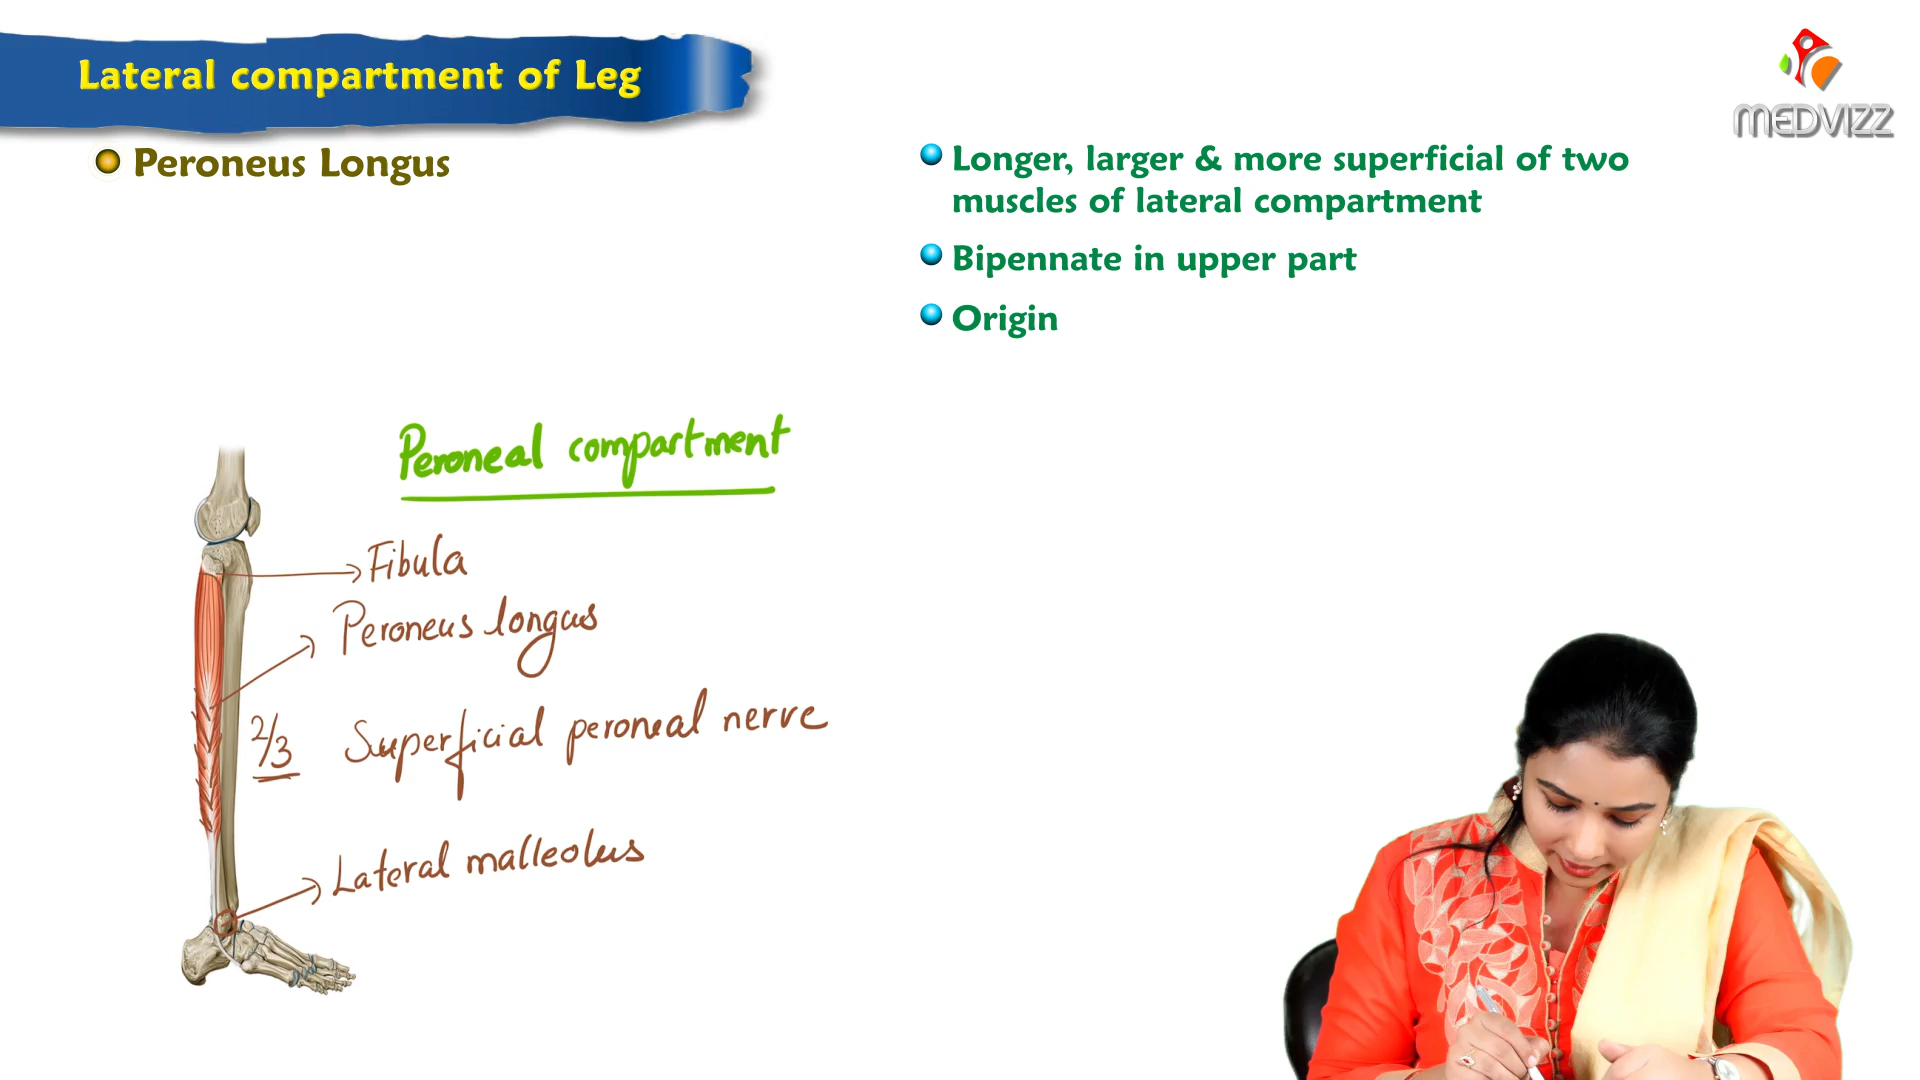 Lateral compartment of Leg
MEDVIZZ
Peroneus Longus
Longer, larger & more superficial of two
muscles of lateral compartment
Bipennate in upper part
Origin
Peroneal compartment
Fibula
Peroneus longus
2/3
Superficial peroneal nerve
Lateral malleolus